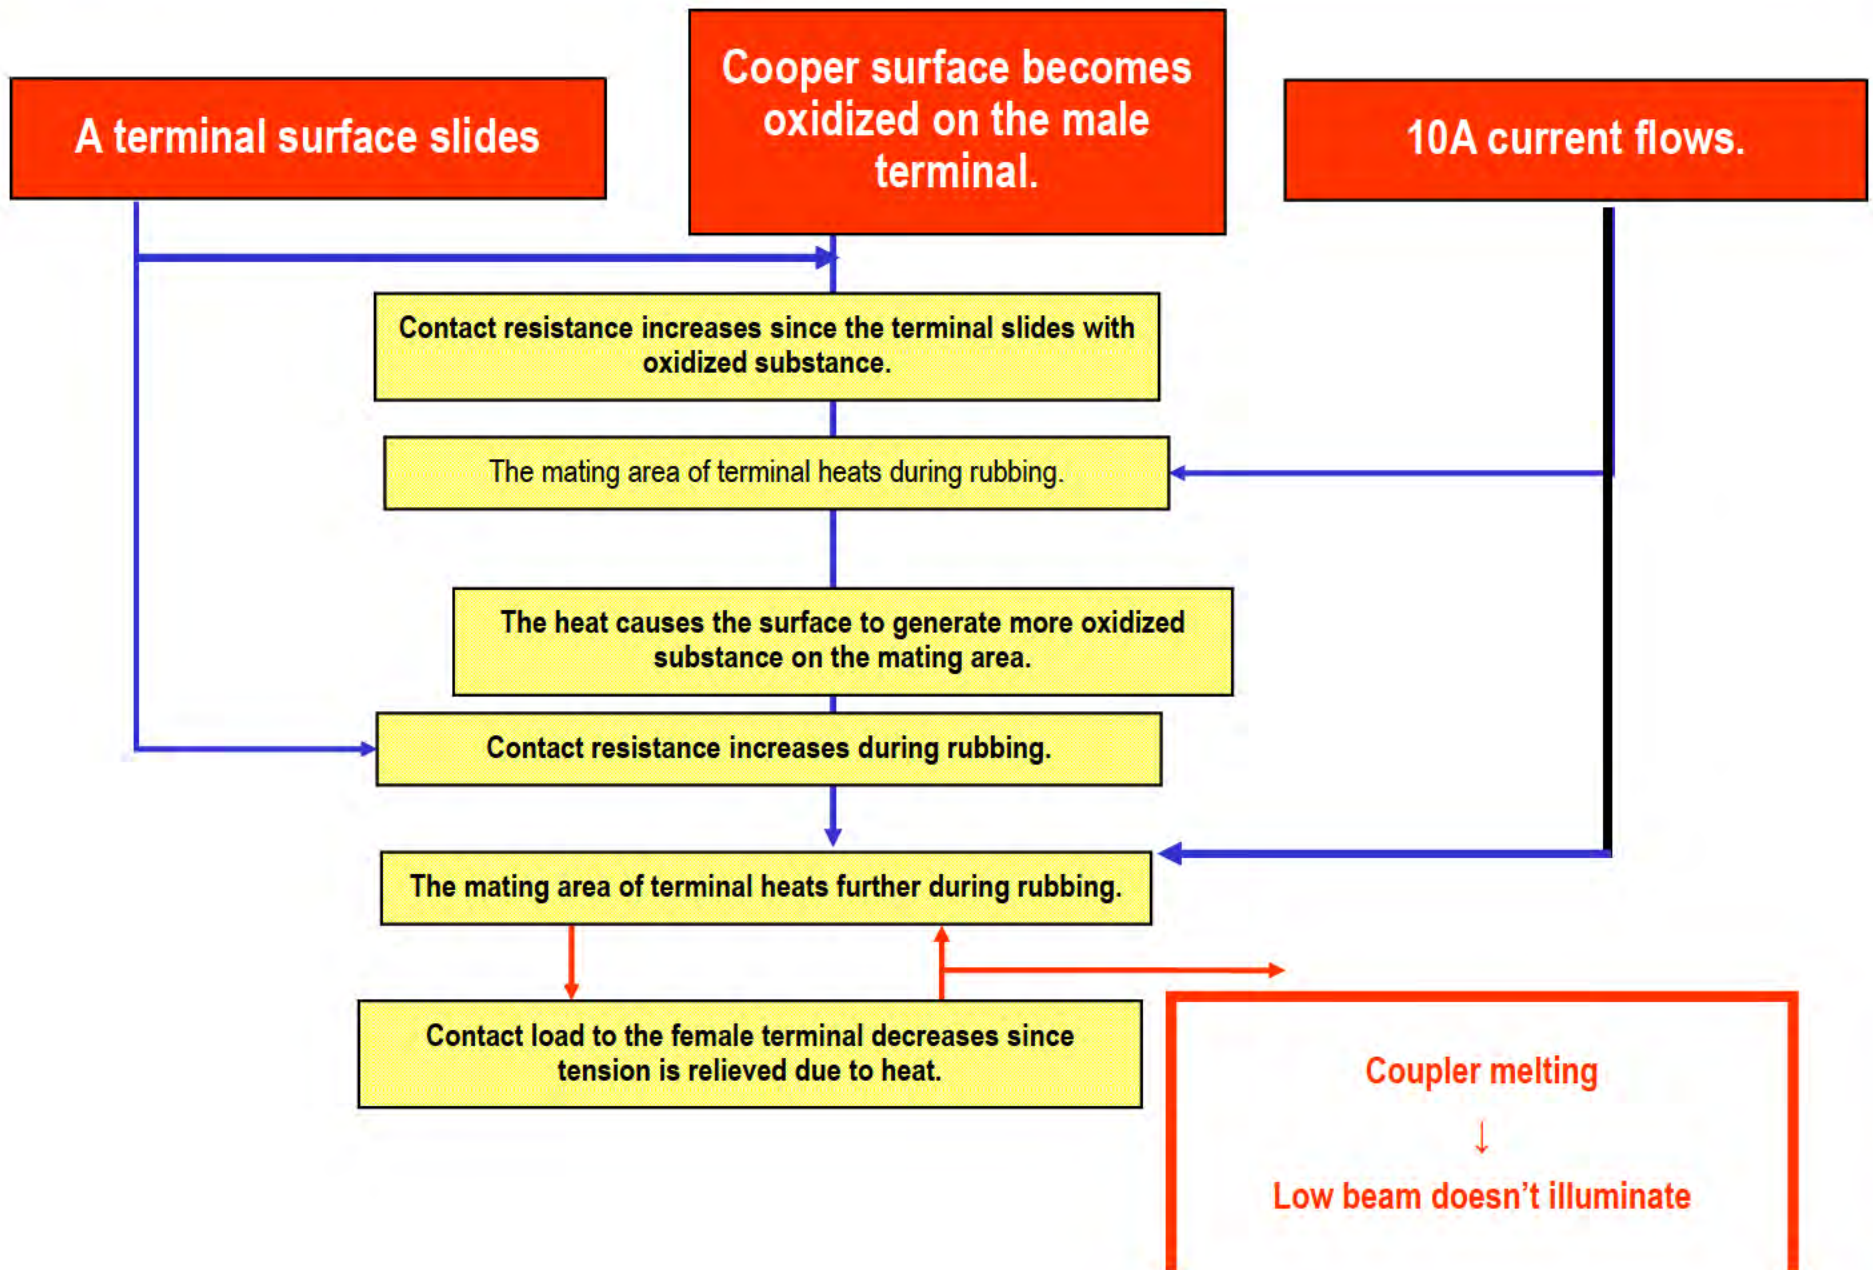 A terminal surface slides
Cooper surface becomes
oxidized on the male
terminal.
10A current flows.
Contact resistance increases since the terminal slides with
oxidized substance.
The mating area of terminal heats during rubbing.
The heat causes the surface to generate more oxidized
substance on the mating area.
Contact resistance increases during rubbing.
The mating area of terminal heats further during rubbing.
Contact load to the female terminal decreases since
tension is relieved due to heat.
Coupler melting
↓
Low beam doesn’t illuminate